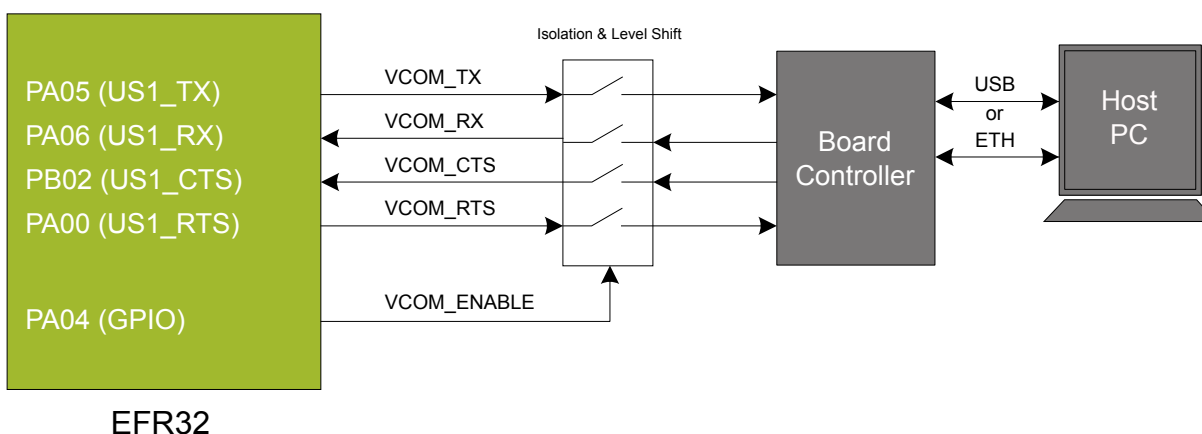 Isolation & Level Shift
PA05 (US1_TX)
PA06 (US1_RX)
PB02 (US1_CTS)
PA00 (US1_RTS)
PA04 (GPIO)
EFR32
VCOM_TX
VCOM_RX
VCOM_CTS
VCOM_RTS
VCOM_ENABLE
Board
Controller
USB
or
ETH
Host
PC